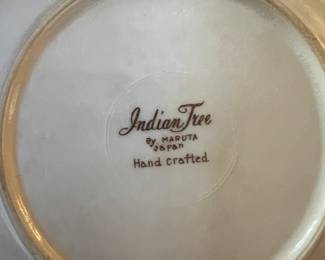 Indian Tree
By MARUTA
Japan
Hand crafted